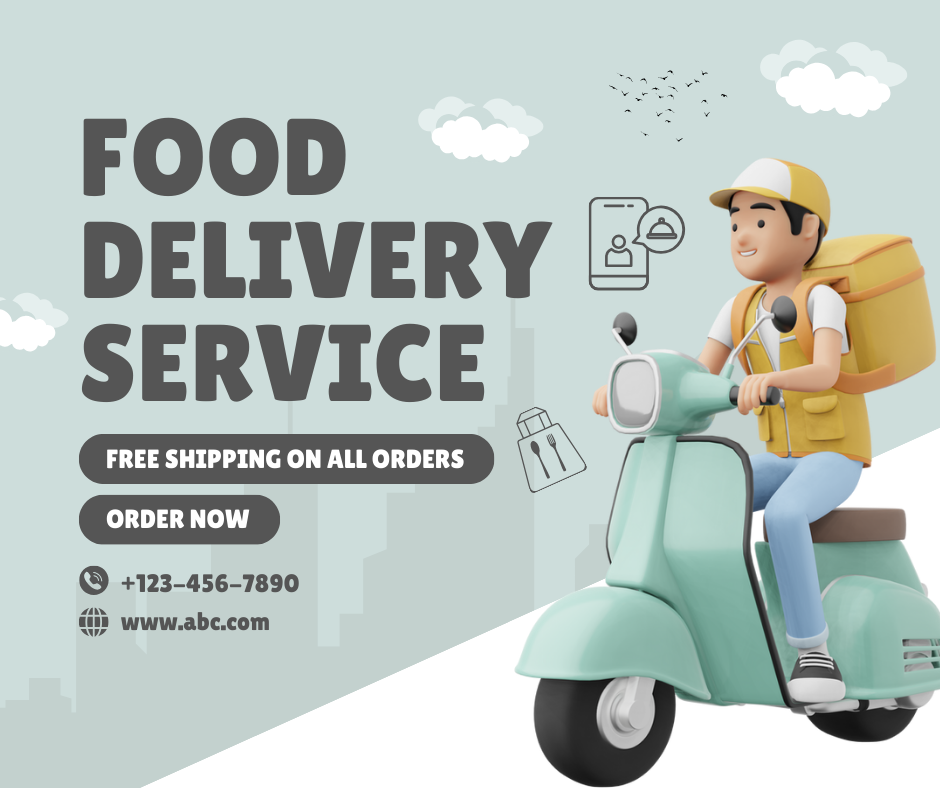 FOOD
DELIVERY
SERVICE
FREE SHIPPING ON ALL ORDERS
ORDER NOW
+123-456-7890
www.abc.com